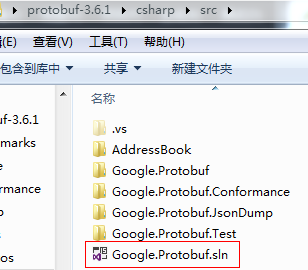 protobuf-3.6.1 ▸ csharp ▸ src ▸
(E) 查看(V) 工具(T) 帮助(H)
包含到库中 共享 新建文件夹
名称
.vs
buf-3.6.1
AddressBook
marks
Google.Protobuf
Google.Protobuf.Conformance
rmance
Google.Protobuf.JsonDump
Google.Protobuf.Test
os
Google.Protobuf.sln